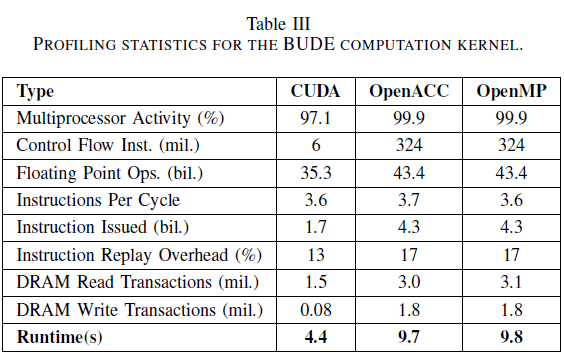 Table III
PROFILING STATISTICS FOR THE BUDE COMPUTATION KERNEL.
Type CUDA OpenACC OpenMP
Multiprocessor Activity (%) 97.1 99.9 99.9
Control Flow Inst. (mil.) 6 324 324
Floating Point Ops. (bil.) 35.3 43.4 43.4
Instructions Per Cycle 3.6 3.7 3.6
Instruction Issued (bil.) 1.7 4.3 4.3
Instruction Replay Overhead (%) 13 17 17
DRAM Read Transactions (mil.) 1.5 3.0 3.1
DRAM Write Transactions (mil.) 0.08 1.8 1.8
Runtime(s) 4.4 9.7 9.8